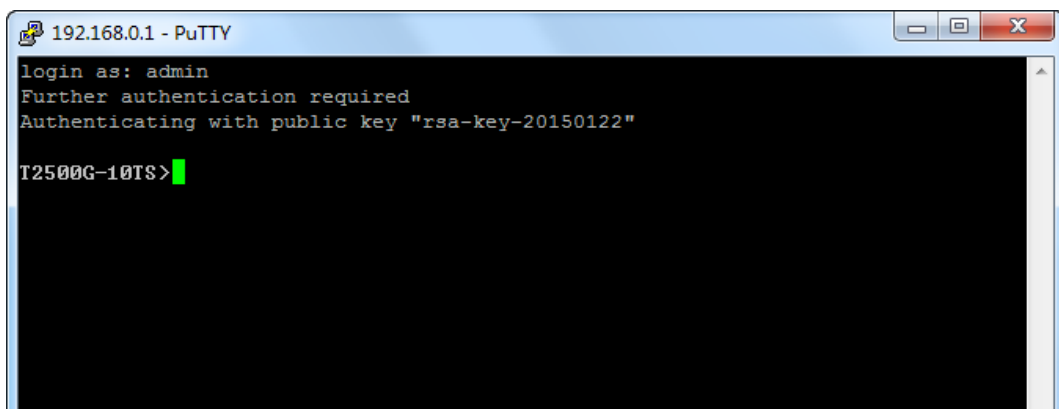 192.168.0.1 - PuTTY
login as: admin
Further authentication required
Authenticating with public key "rsa-key-20150122"
T2500G-10TS>